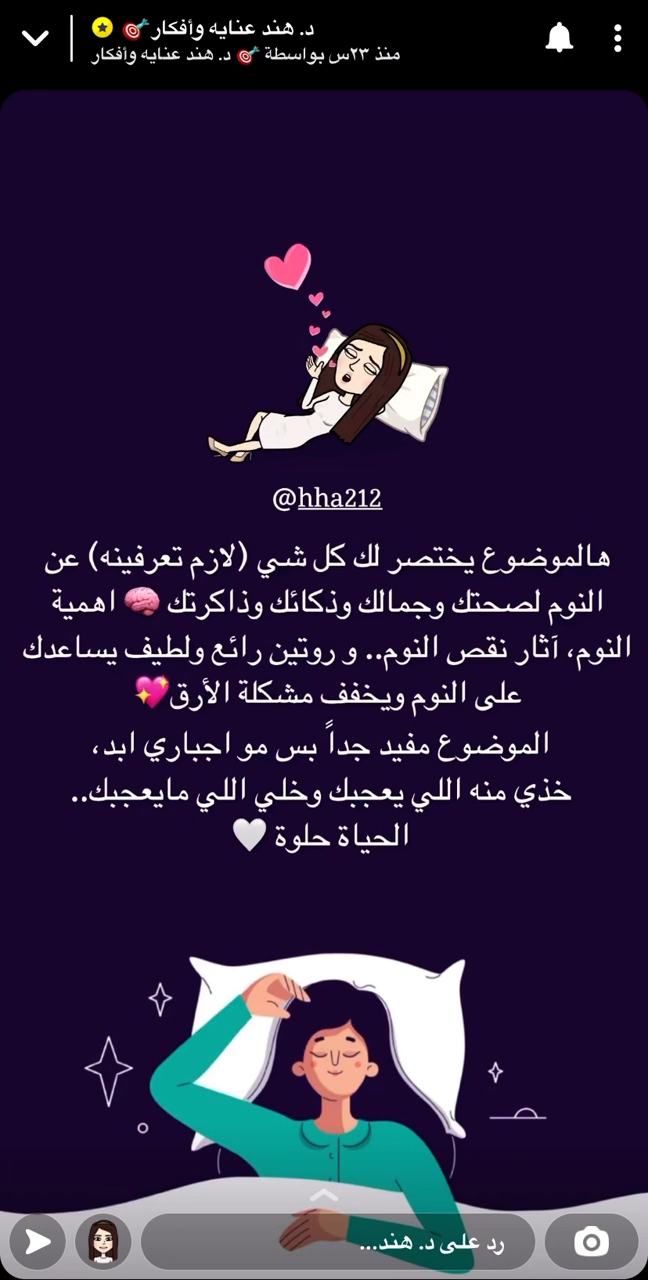 د. هند عنايه وأفكار🎯
منذ ٢٣س بواسطة 🎯 د. هند عنايه وأفكار
@hha212
هالموضوع يختصر لك كل شي (لازم تعرفينه) عن
النوم لصحتك وجمالك وذكائك وذاكرتك 🧠 اهمية
النوم، آثار نقص النوم.. و روتين رائع ولطيف يساعدك
على النوم ويخفف مشكلة الأرق💖
الموضوع مفيد جداً بس مو اجباري ابد،
خذي منه اللي يعجبك وخلي اللي مايعجبك..
الحياة حلوة 🤍
رد على د. هند...